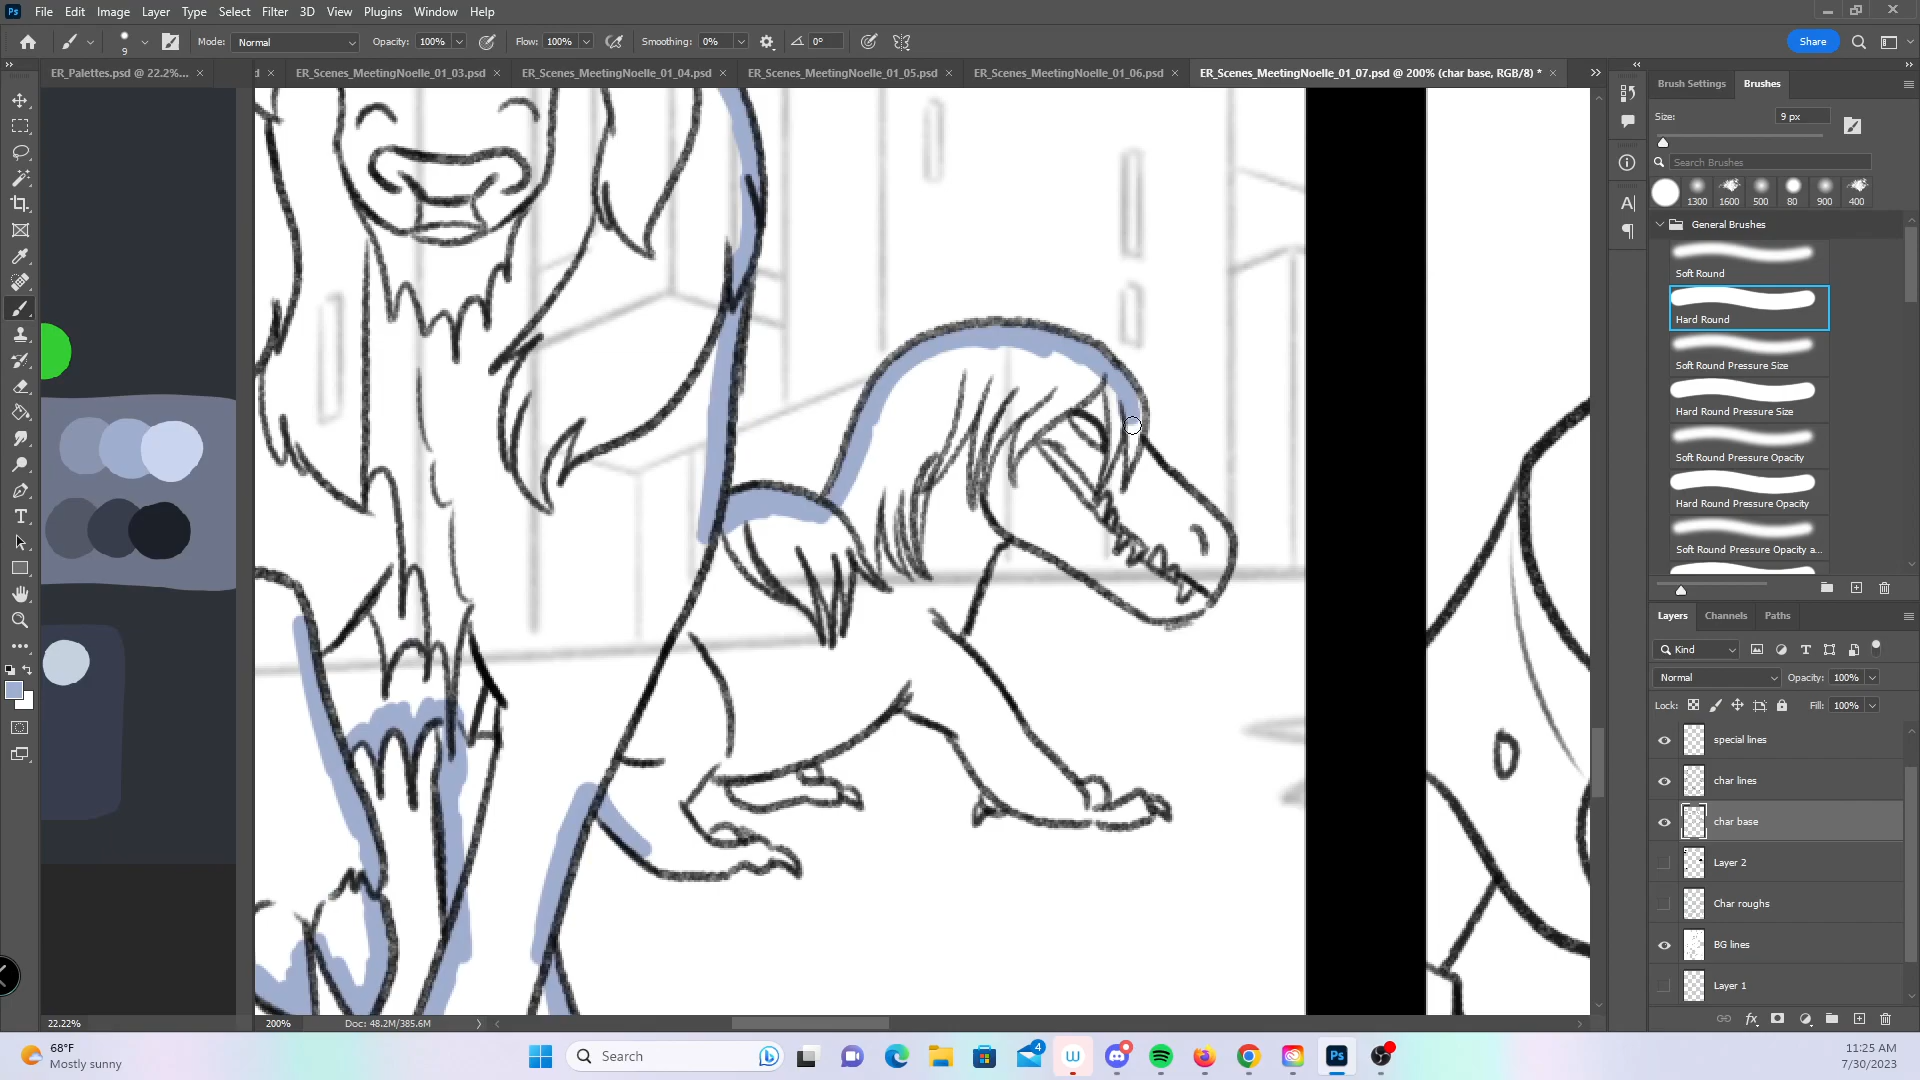 Ps File Edit Image Layer Type Select Filter 3D View Plugins Window Help
9 Mode: Normal Opacity: 100% Flow: 100% Smoothing: 0% 0° Share
ER_Palettes.psd @ 22.2%... × d × ER_Scenes_MeetingNoelle_01_03.psd × ER_Scenes_MeetingNoelle_01_04.psd × ER_Scenes_MeetingNoelle_01_05.psd × ER_Scenes_MeetingNoelle_01_06.psd × ER_Scenes_MeetingNoelle_01_07.psd @ 200% (char base, RGB/8) * ×
Brush Settings Brushes
Size: 9 px
Search Brushes
1300 1600 500 80 900 400
General Brushes
Soft Round
Hard Round
Soft Round Pressure Size
Hard Round Pressure Size
Soft Round Pressure Opacity
Hard Round Pressure Opacity
Soft Round Pressure Opacity a...
Layers Channels Paths
Kind
Normal Opacity: 100%
Lock: Fill: 100%
special lines
char lines
char base
Layer 2
Char roughs
BG lines
Layer 1
22.22% 200% Doc: 48.2M/385.6M
68°F
Mostly sunny
Search
4
Ps
11:25 AM
7/30/2023